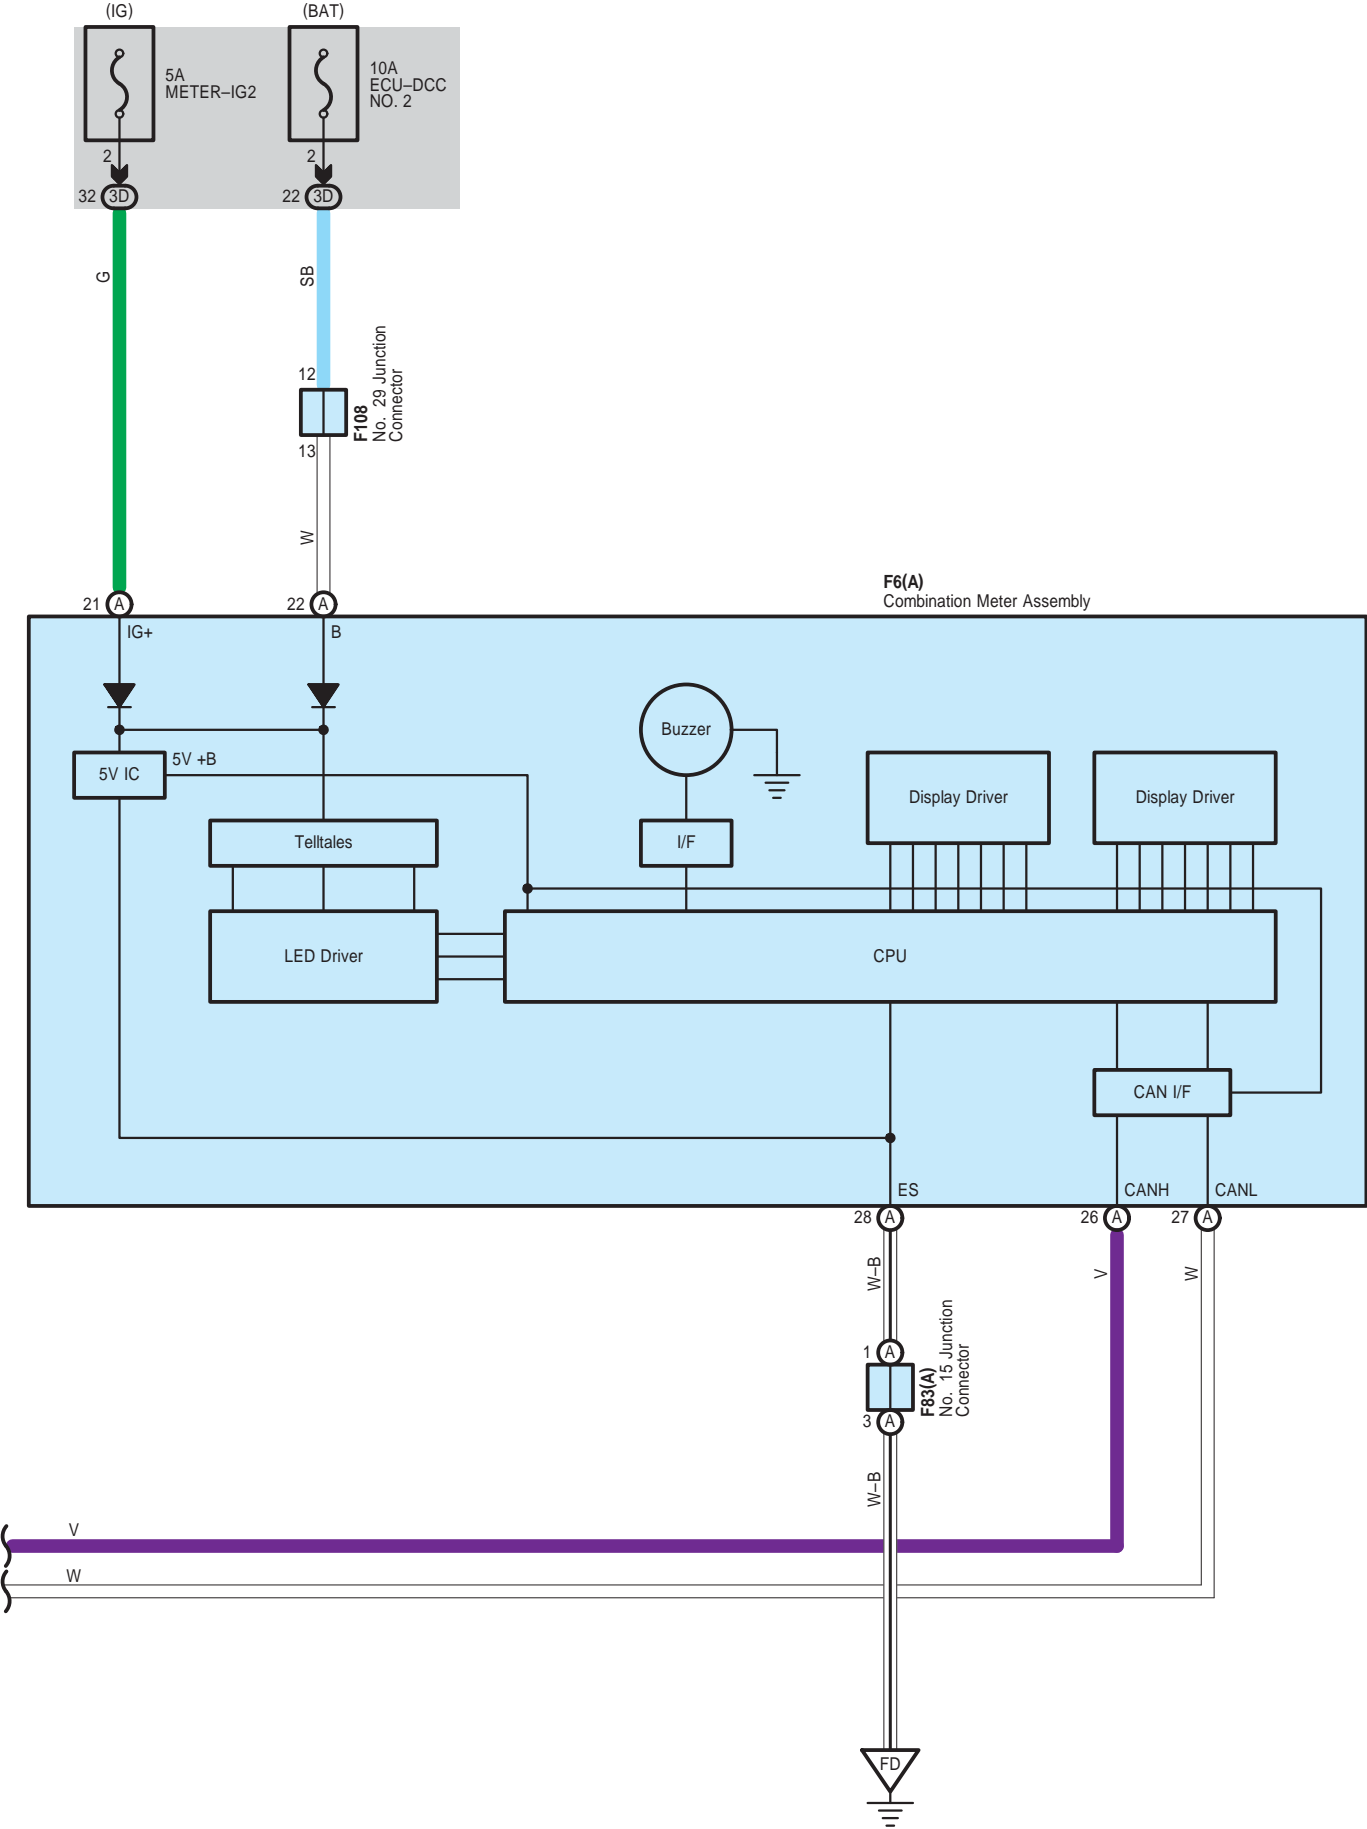 (IG)
(BAT)
5A
METER–IG2
10A
ECU–DCC
NO. 2
2
2
32
3D
22
3D
G
SB
12
F108
No. 29 Junction
Connector
13
W
21
A
22
A
F6(A)
Combination Meter Assembly
IG+
B
Buzzer
5V IC
5V +B
Display Driver
Display Driver
Telltales
I/F
LED Driver
CPU
CAN I/F
ES
CANH
CANL
28
A
26
A
27
A
W–B
V
W
1
A
F83(A)
No. 15 Junction
Connector
3
A
W–B
V
W
FD